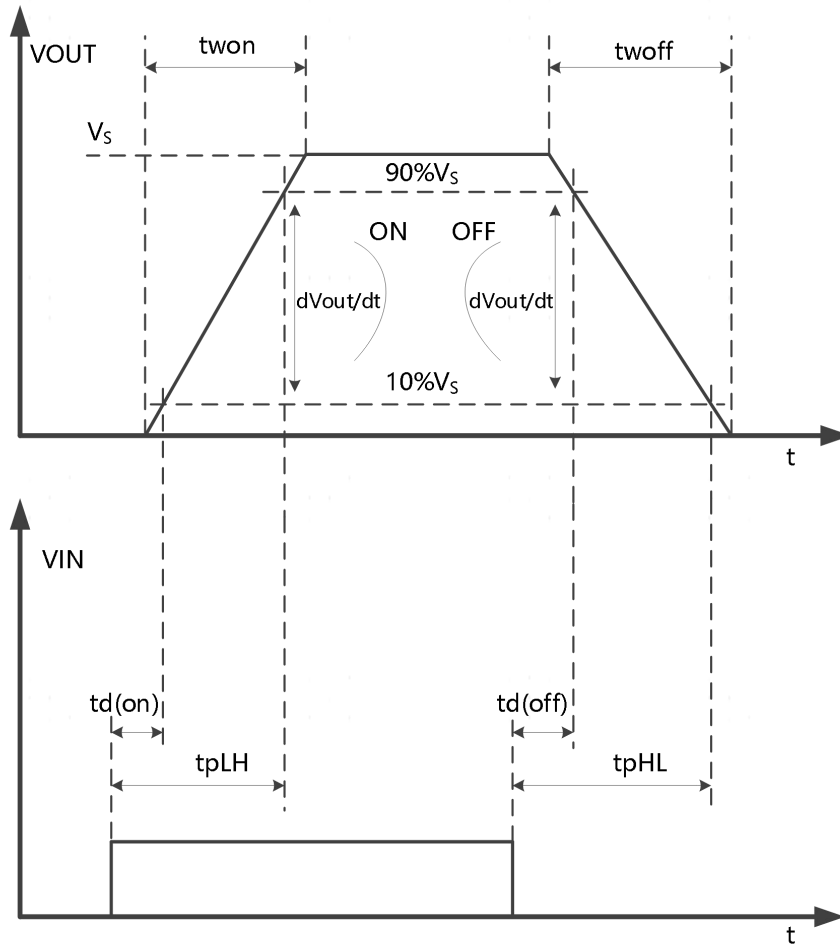 VOUT
twon
twoff
VS
90%VS
ON
OFF
dVout/dt
dVout/dt
10%VS
t
VIN
td(on)
td(off)
tpLH
tpHL
t